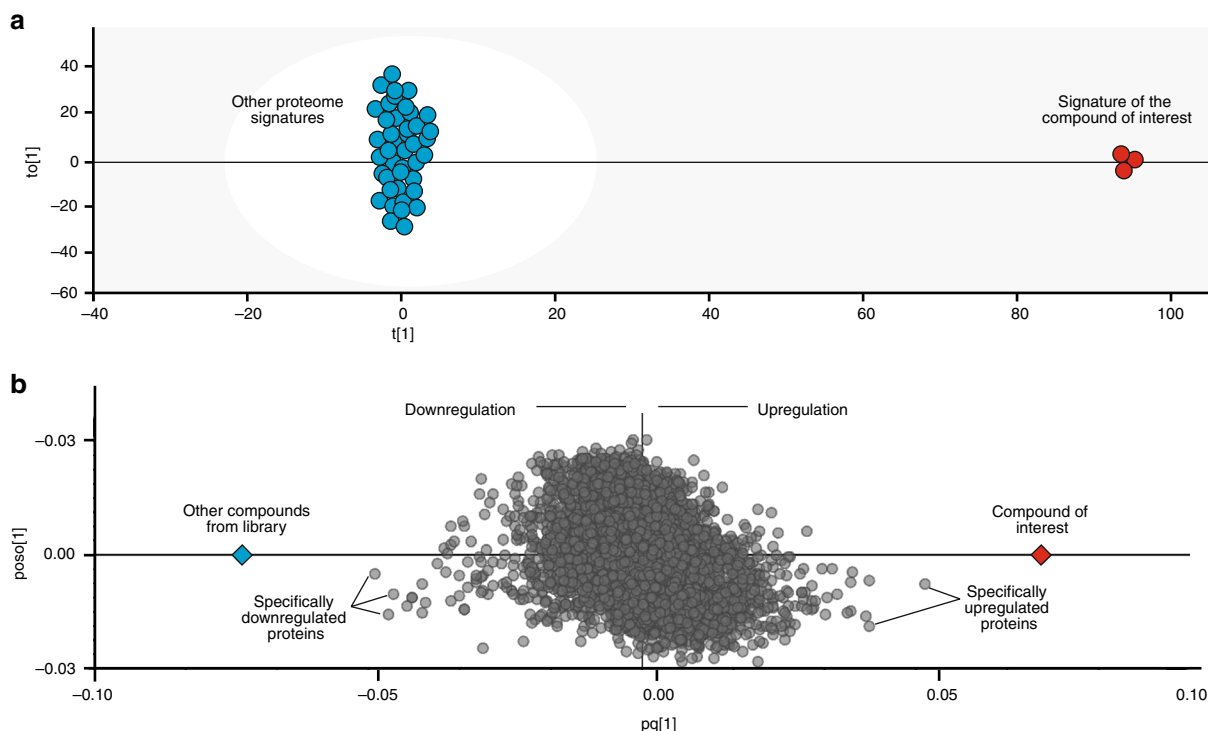 a
to[1]
40
20
0
–20
–40
–60
Other proteome
signatures
Signature of the
compound of interest
–40
–20
0
20
40
60
80
100
t[1]
b
Downregulation
Upregulation
poso[1]
–0.03
0.00
–0.03
Other compounds
from library
Compound of
interest
Specifically
downregulated
proteins
Specifically
upregulated
proteins
–0.10
–0.05
0.00
0.05
0.10
pq[1]